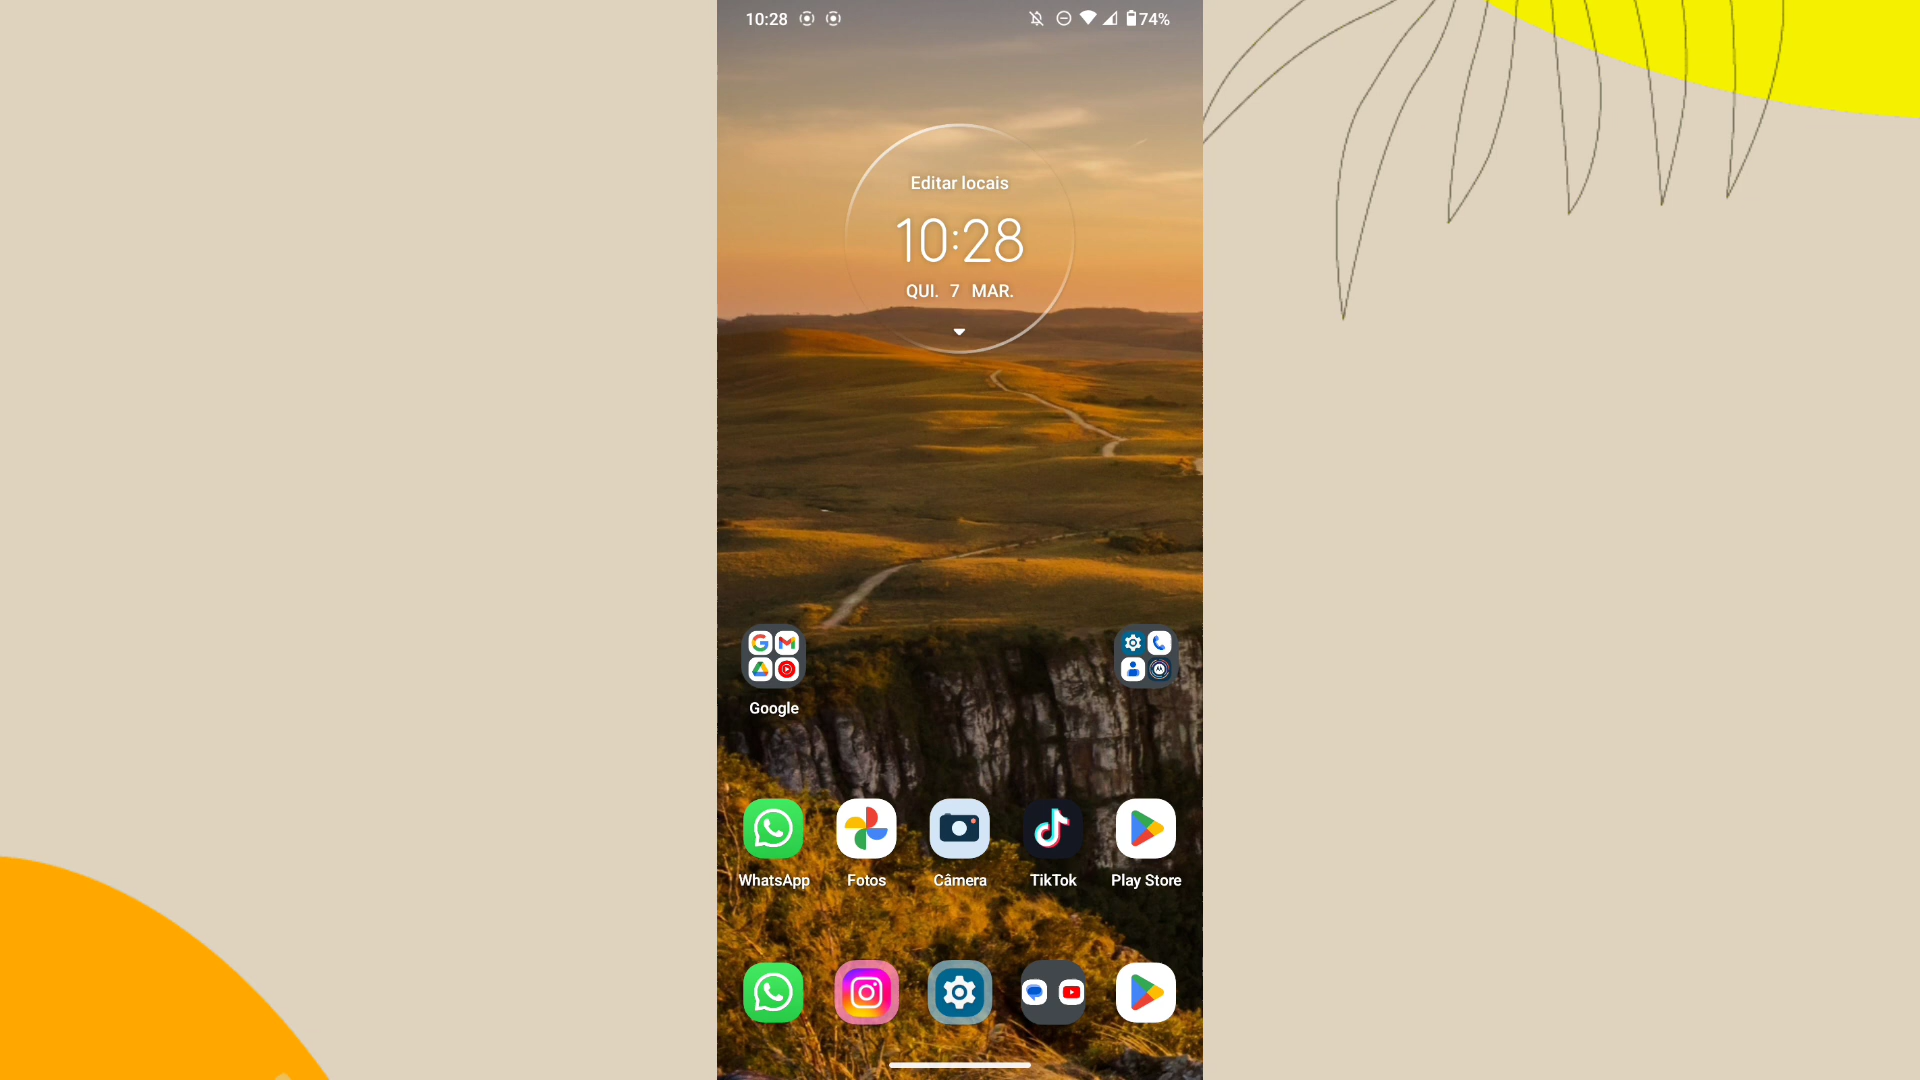 10:28
74%
Editar locais
10:28
QUI. 7 MAR.
Google
WhatsApp
Fotos
Câmera
TikTok
Play Store